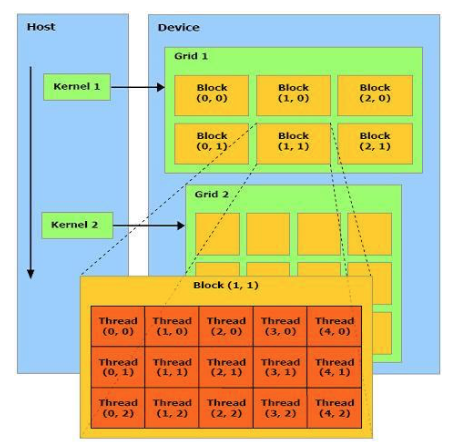 Host
Device
Grid 1
Kernel 1
Block Block Block
(0, 0) (1, 0) (2, 0)
Block Block Block
(0, 1) (1, 1) (2, 1)
Grid 2
Kernel 2
Block (1, 1)
Thread Thread Thread Thread Thread
(0, 0) (1, 0) (2, 0) (3, 0) (4, 0)
Thread Thread Thread Thread Thread
(0, 1) (1, 1) (2, 1) (3, 1) (4, 1)
Thread Thread Thread Thread Thread
(0, 2) (1, 2) (2, 2) (3, 2) (4, 2)